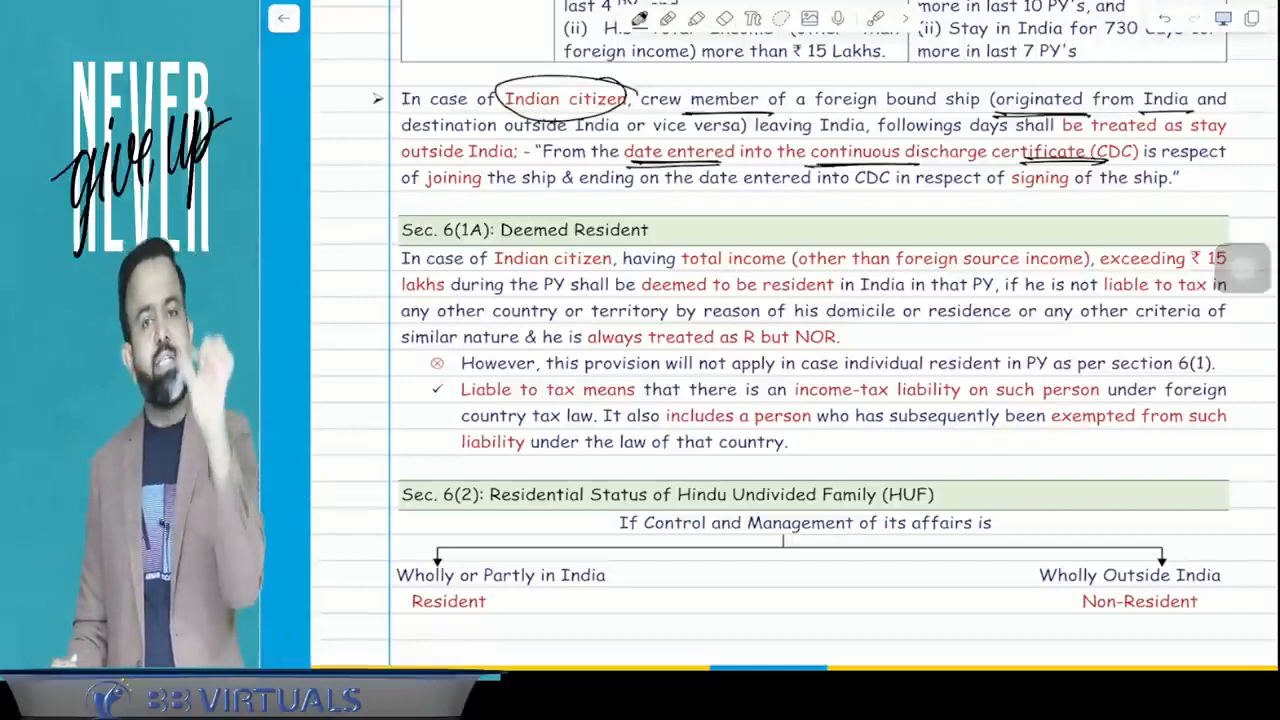 NEVER
give up
NEVER
last 4 PY, and
more in last 10 PY's, and
(ii)
(ii) Stay in India for 730
foreign income) more than ₹ 15 Lakhs.
more in last 7 PY's
➢ In case of Indian citizen, crew member of a foreign bound ship (originated from India and
destination outside India or vice versa) leaving India, followings days shall be treated as stay
outside India; - "From the date entered into the continuous discharge certificate (CDC) is respect
of joining the ship & ending on the date entered into CDC in respect of signing of the ship."
Sec. 6(1A): Deemed Resident
In case of Indian citizen, having total income (other than foreign source income), exceeding ₹ 15
lakhs during the PY shall be deemed to be resident in India in that PY, if he is not liable to tax in
any other country or territory by reason of his domicile or residence or any other criteria of
similar nature & he is always treated as R but NOR.
However, this provision will not apply in case individual resident in PY as per section 6(1).
✓ Liable to tax means that there is an income-tax liability on such person under foreign
country tax law. It also includes a person who has subsequently been exempted from such
liability under the law of that country.
Sec. 6(2): Residential Status of Hindu Undivided Family (HUF)
If Control and Management of its affairs is
Wholly or Partly in India
Wholly Outside India
Resident
Non-Resident
BB VIRTUALS